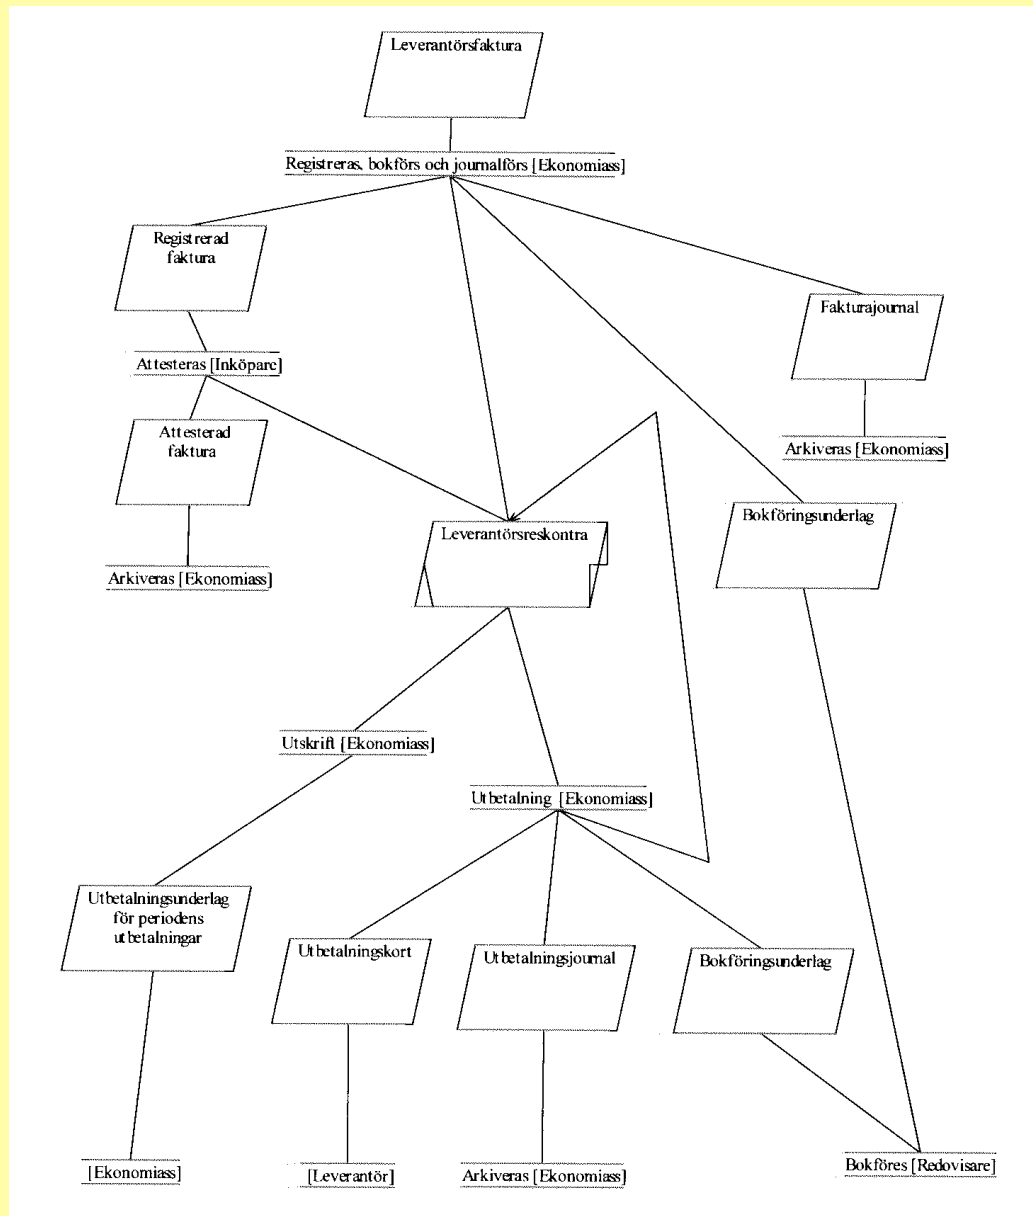 Leverantörsfaktura
Registreras, bokförs och journalförs [Ekonomiass]
Registrerad
faktura
Fakturajournal
Attesteras [Inköpare]
Attesterad
faktura
Arkiveras [Ekonomiass]
Bokföringsunderlag
Leverantörsreskontra
Arkiveras [Ekonomiass]
Utskrift [Ekonomiass]
Utbetalning [Ekonomiass]
Utbetalningsunderlag
för periodens
utbetalningar
Utbetalningskort
Utbetalningsjournal
Bokföringsunderlag
[Ekonomiass]
[Leverantör]
Arkiveras [Ekonomiass]
Bokföres [Redovisare]